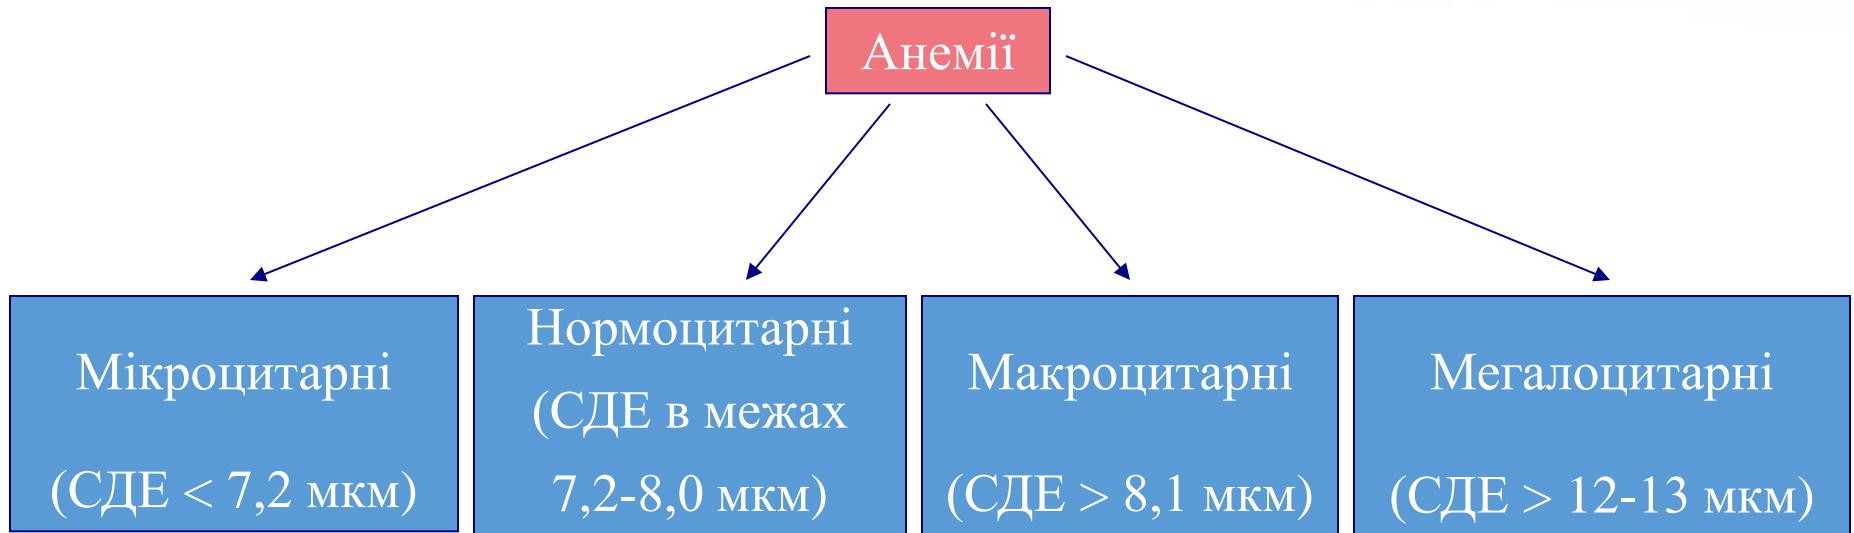 Анемії
Мікроцитарні
(СДЕ < 7,2 мкм)
Нормоцитарні
(СДЕ в межах
7,2-8,0 мкм)
Макроцитарні
(СДЕ > 8,1 мкм)
Мегалоцитарні
(СДЕ > 12-13 мкм)